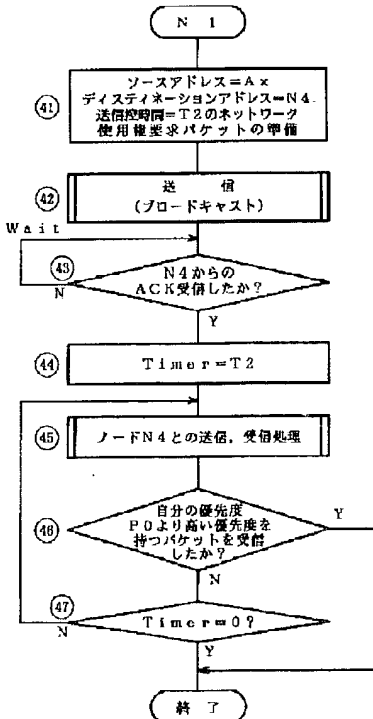 N 1
41
ソースアドレス=Ax
ディスティネーションアドレス=N4.
送信控時間=T2のネットワーク
使用権要求パケットの準備
42
送 信
(ブロードキャスト)
Wait
43
N4からの
ACK受信したか?
N
Y
44
Timer=T2
45
ノードN4との送信,受信処理
46
自分の優先度
P0より高い優先度を
持つパケットを受信
したか?
Y
N
47
Timer=0?
N
Y
終 了